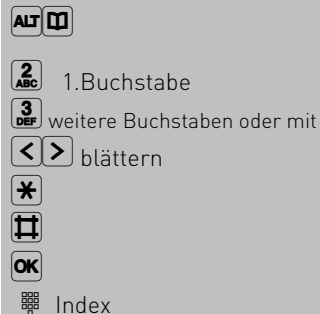 ALT
2 ABC 1.Buchstabe
3 DEF weitere Buchstaben oder mit
< > blättern
*
#
OK
Index